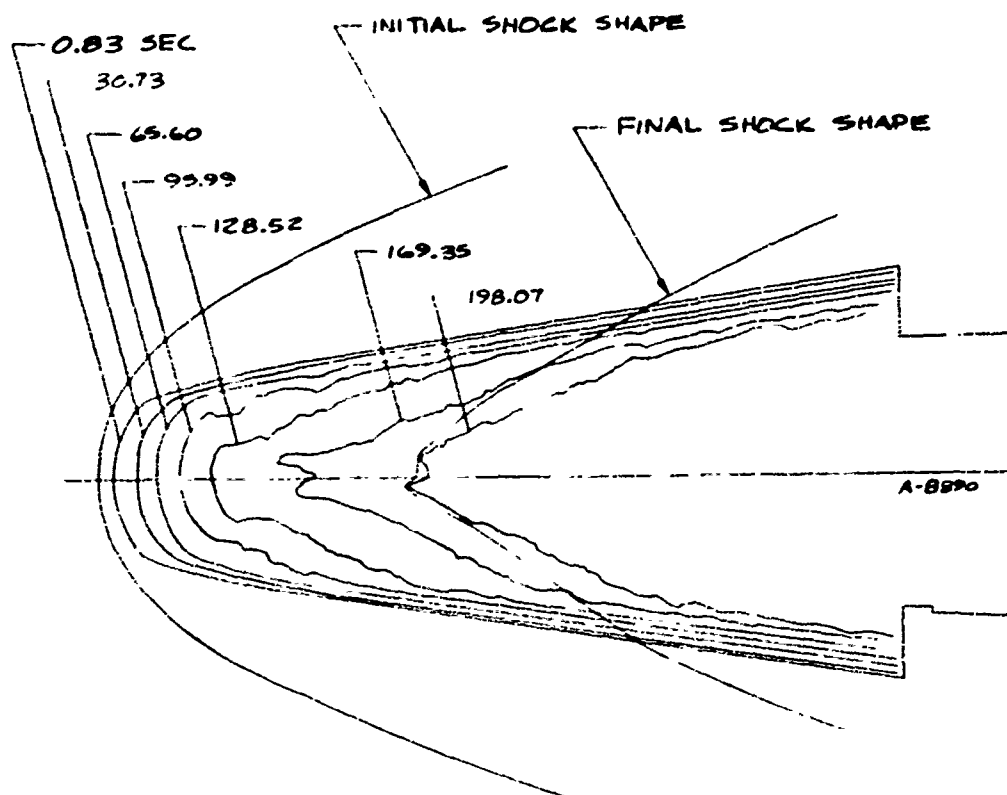 INITIAL SHOCK SHAPE
0.83 SEC
30.73
65.60
FINAL SHOCK SHAPE
95.99
128.52
169.35
198.07
A-8890